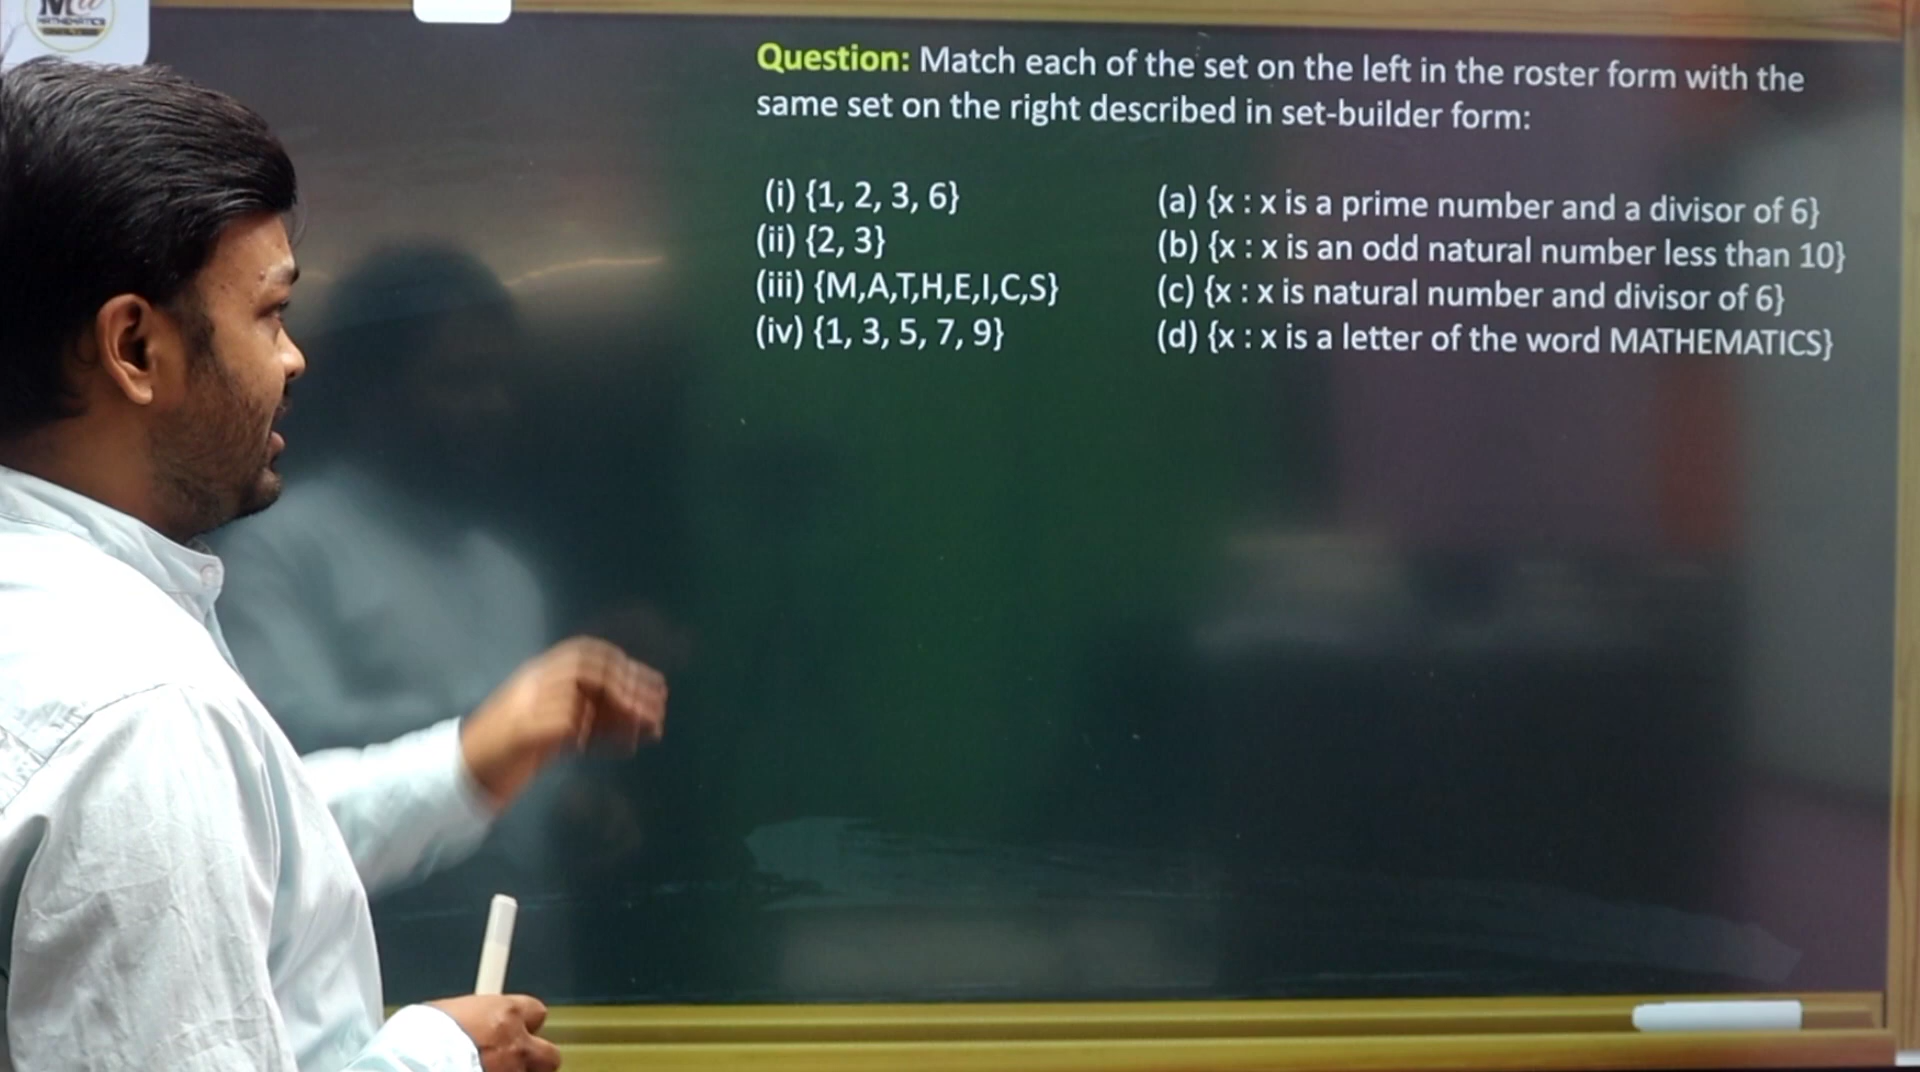 MATHEMATICS
Question: Match each of the set on the left in the roster form with the
same set on the right described in set-builder form:
(i) {1, 2, 3, 6}
(ii) {2, 3}
(iii) {M,A,T,H,E,I,C,S}
(iv) {1, 3, 5, 7, 9}
(a) {x : x is a prime number and a divisor of 6}
(b) {x : x is an odd natural number less than 10}
(c) {x : x is natural number and divisor of 6}
(d) {x : x is a letter of the word MATHEMATICS}